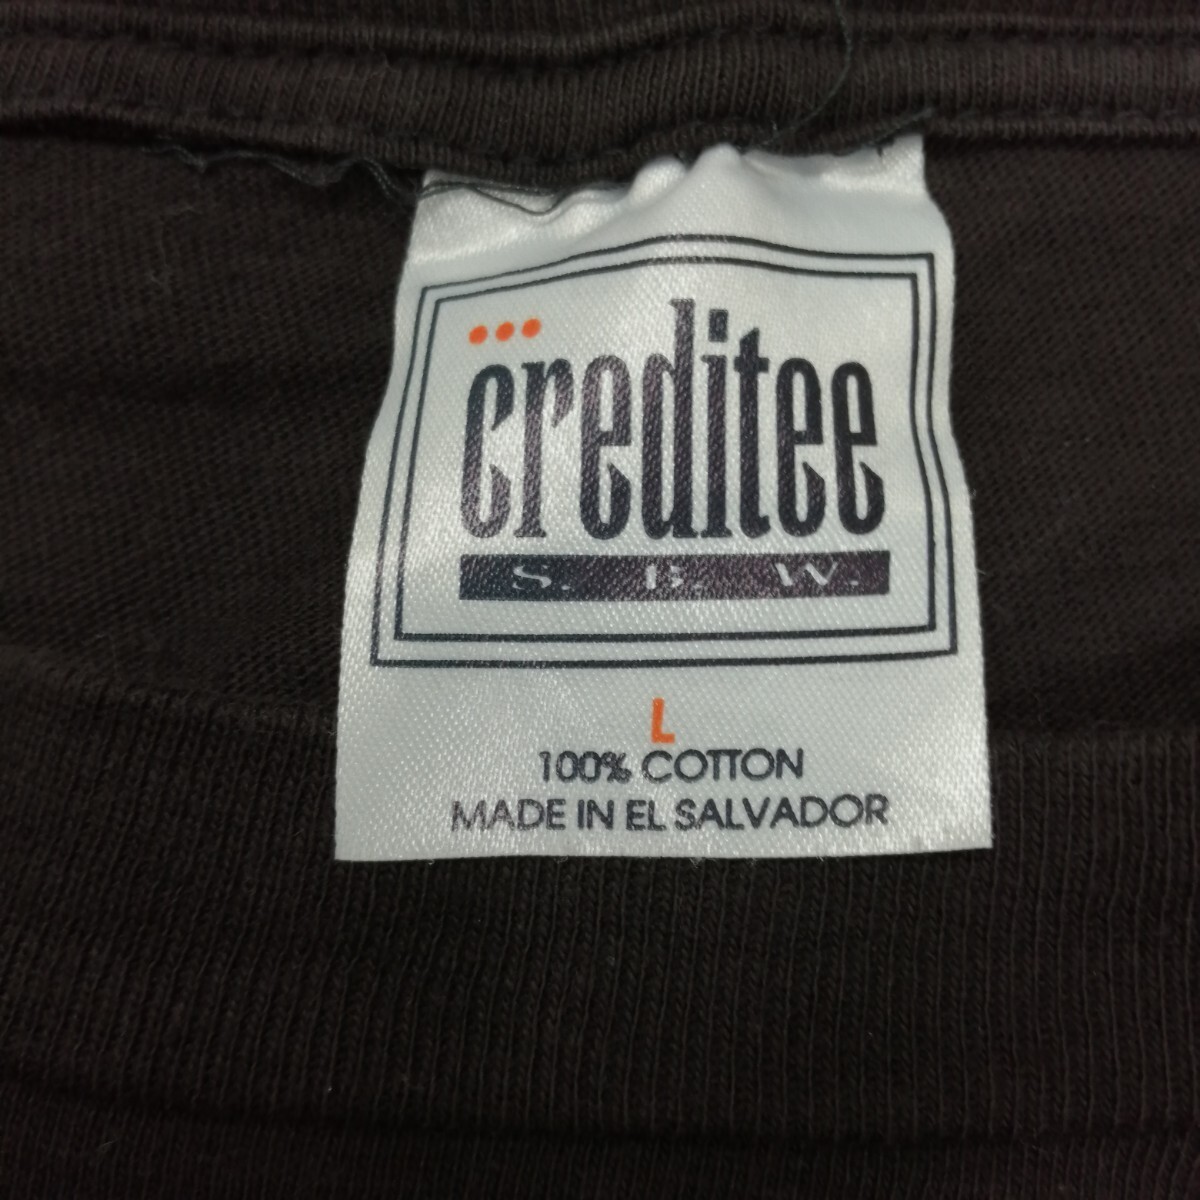 creditee
S. B. W.
L
100% COTTON
MADE IN EL SALVADOR